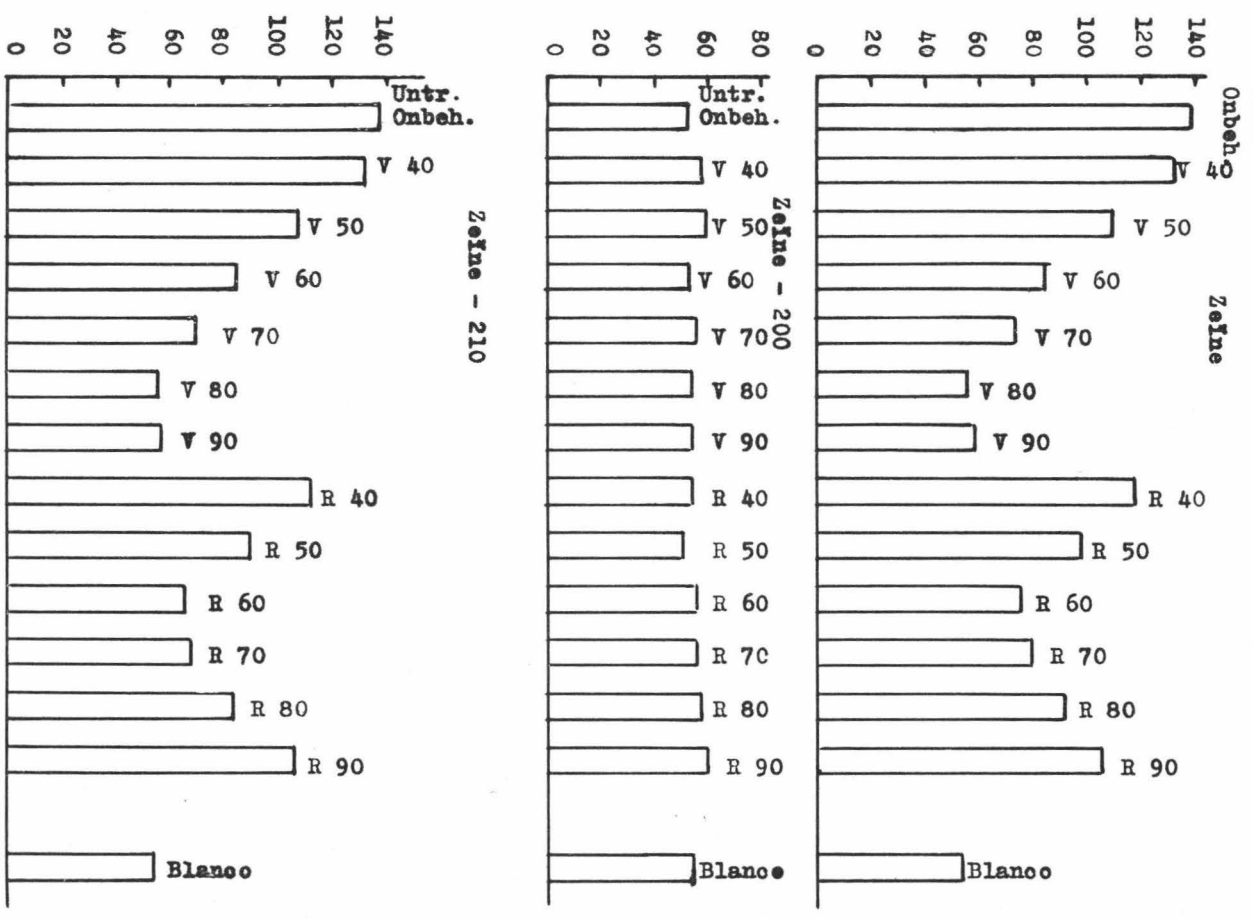 0 20 40 60 80 100 120 140
Untr.
Onbeh.
V 40
V 50
V 60
V 70
V 80
V 90
R 40
R 50
R 60
R 70
R 80
R 90
Blanco
Zeïne - 210
0 20 40 60 80
Untr.
Onbeh.
V 40
V 50
V 60
V 70
V 80
V 90
R 40
R 50
R 60
R 70
R 80
R 90
Blanco
Zeïne - 200
0 20 40 60 80 100 120 140
Onbeh.
V 40
V 50
V 60
V 70
V 80
V 90
R 40
R 50
R 60
R 70
R 80
R 90
Blanco
Zeïne